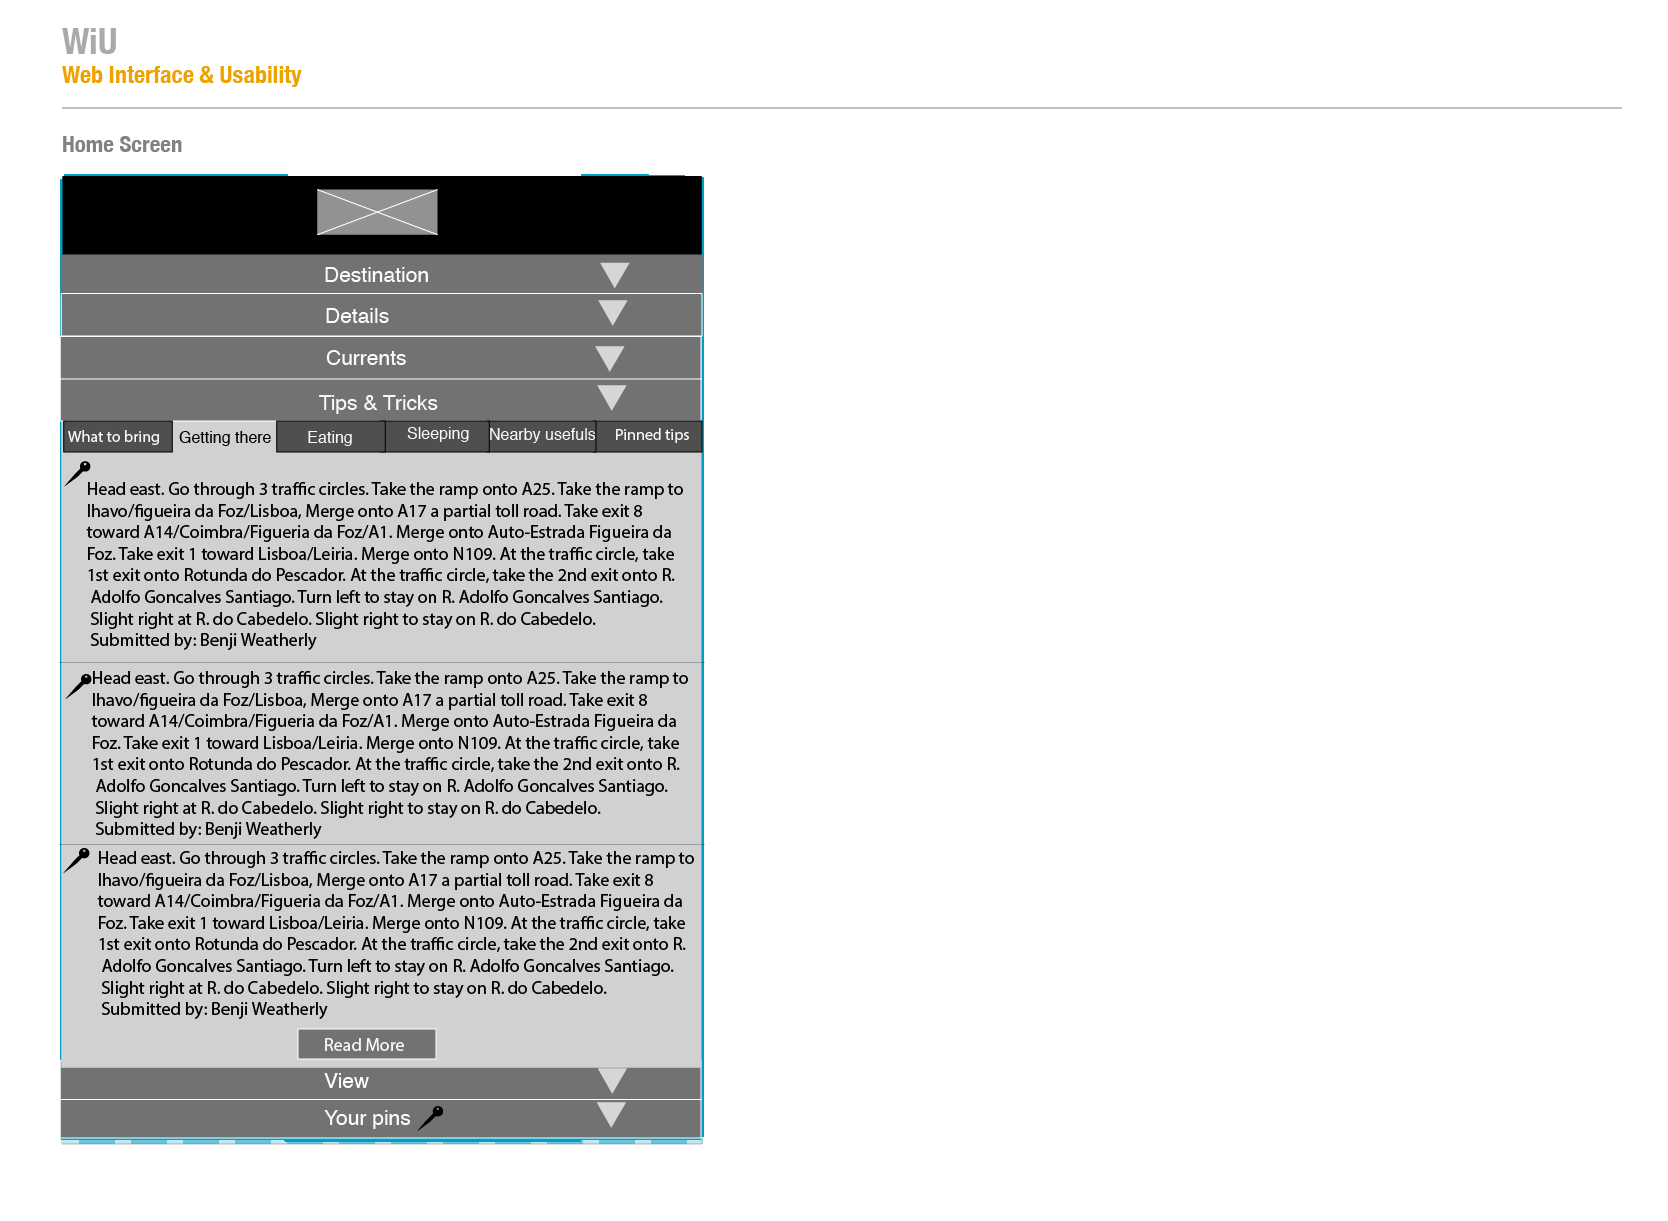 WiU
Web Interface & Usability
Home Screen
Destination
Details
Currents
Tips & Tricks
What to bring
Getting there
Eating
Sleeping
Nearby usefuls
Pinned tips
Head east. Go through 3 traffic circles. Take the ramp onto A25. Take the ramp to
lhavo/figueira da Foz/Lisboa, Merge onto A17 a partial toll road. Take exit 8
toward A14/Coimbra/Figueria da Foz/A1. Merge onto Auto-Estrada Figueira da
Foz. Take exit 1 toward Lisboa/Leiria. Merge onto N109. At the traffic circle, take
1st exit onto Rotunda do Pescador. At the traffic circle, take the 2nd exit onto R.
Adolfo Goncalves Santiago. Turn left to stay on R. Adolfo Goncalves Santiago.
Slight right at R. do Cabedelo. Slight right to stay on R. do Cabedelo.
Submitted by: Benji Weatherly
Head east. Go through 3 traffic circles. Take the ramp onto A25. Take the ramp to
lhavo/figueira da Foz/Lisboa, Merge onto A17 a partial toll road. Take exit 8
toward A14/Coimbra/Figueria da Foz/A1. Merge onto Auto-Estrada Figueira da
Foz. Take exit 1 toward Lisboa/Leiria. Merge onto N109. At the traffic circle, take
1st exit onto Rotunda do Pescador. At the traffic circle, take the 2nd exit onto R.
Adolfo Goncalves Santiago. Turn left to stay on R. Adolfo Goncalves Santiago.
Slight right at R. do Cabedelo. Slight right to stay on R. do Cabedelo.
Submitted by: Benji Weatherly
Head east. Go through 3 traffic circles. Take the ramp onto A25. Take the ramp to
lhavo/figueira da Foz/Lisboa, Merge onto A17 a partial toll road. Take exit 8
toward A14/Coimbra/Figueria da Foz/A1. Merge onto Auto-Estrada Figueira da
Foz. Take exit 1 toward Lisboa/Leiria. Merge onto N109. At the traffic circle, take
1st exit onto Rotunda do Pescador. At the traffic circle, take the 2nd exit onto R.
Adolfo Goncalves Santiago. Turn left to stay on R. Adolfo Goncalves Santiago.
Slight right at R. do Cabedelo. Slight right to stay on R. do Cabedelo.
Submitted by: Benji Weatherly
Read More
View
Your pins